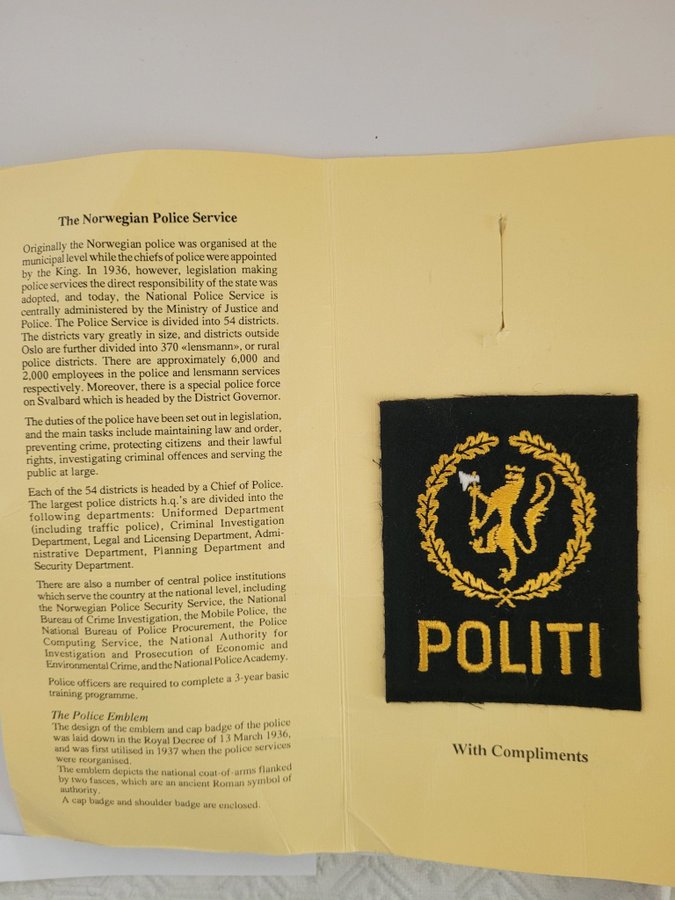 The Norwegian Police Service
Originally the Norwegian police was organised at the
municipal level while the chiefs of police were appointed
by the King. In 1936, however, legislation making
police services the direct responsibility of the state was
adopted, and today, the National Police Service is
centrally administered by the Ministry of Justice and
Police. The Police Service is divided into 54 districts.
The districts vary greatly in size, and districts outside
Oslo are further divided into 370 «lensmann», or rural
police districts. There are approximately 6,000 and
2,000 employees in the police and lensmann services
respectively. Moreover, there is a special police force
on Svalbard which is headed by the District Governor.
The duties of the police have been set out in legislation,
and the main tasks include maintaining law and order,
preventing crime, protecting citizens and their lawful
rights, investigating criminal offences and serving the
public at large.
Each of the 54 districts is headed by a Chief of Police.
The largest police districts h.q.'s are divided into the
following departments: Uniformed Department
(including traffic police), Criminal Investigation
Department, Legal and Licensing Department, Admi-
nistrative Department, Planning Department and
Security Department.
There are also a number of central police institutions
which serve the country at the national level, including
the Norwegian Police Security Service, the National
Bureau of Crime Investigation, the Mobile Police, the
National Bureau of Police Procurement, the Police
Computing Service, the National Authority for
Investigation and Prosecution of Economic and
Environmental Crime, and the National Police Academy.
Police officers are required to complete a 3-year basic
training programme.
The Police Emblem
The design of the emblem and cap badge of the police
was laid down in the Royal Decree of 13 March 1936,
and was first utilised in 1937 when the police services
were reorganised.
The emblem depicts the national coat-of-arms flanked
by two fasces, which are an ancient Roman symbol of
authority.
A cap badge and shoulder badge are enclosed.
POLITI
With Compliments